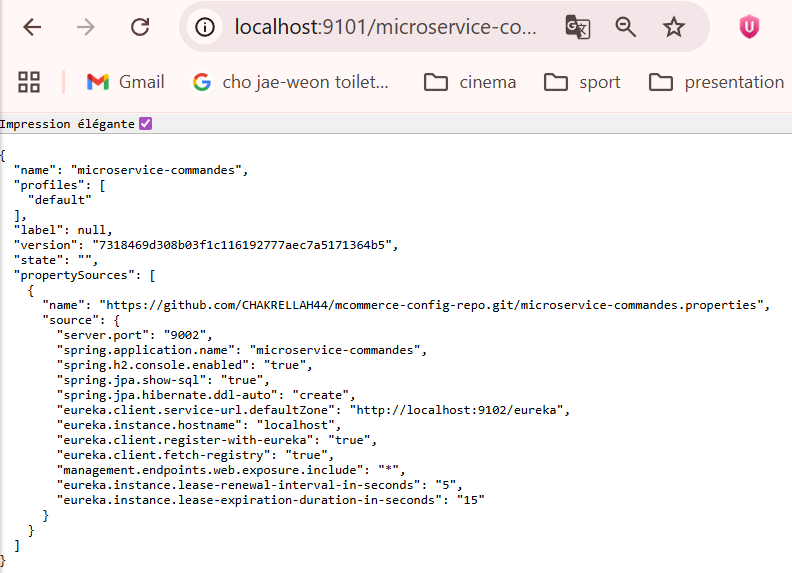 localhost:9101/microservice-co...
Gmail
cho jae-weon toilet...
cinema
sport
presentation
Impression élégante
{
  "name": "microservice-commandes",
  "profiles": [
    "default"
  ],
  "label": null,
  "version": "7318469d308b03f1c116192777aec7a5171364b5",
  "state": "",
  "propertySources": [
    {
      "name": "https://github.com/CHAKRELLAH44/mcommerce-config-repo.git/microservice-commandes.properties",
      "source": {
        "server.port": "9002",
        "spring.application.name": "microservice-commandes",
        "spring.h2.console.enabled": "true",
        "spring.jpa.show-sql": "true",
        "spring.jpa.hibernate.ddl-auto": "create",
        "eureka.client.service-url.defaultZone": "http://localhost:9102/eureka",
        "eureka.instance.hostname": "localhost",
        "eureka.client.register-with-eureka": "true",
        "eureka.client.fetch-registry": "true",
        "management.endpoints.web.exposure.include": "*",
        "eureka.instance.lease-renewal-interval-in-seconds": "5",
        "eureka.instance.lease-expiration-duration-in-seconds": "15"
      }
    }
  ]
}